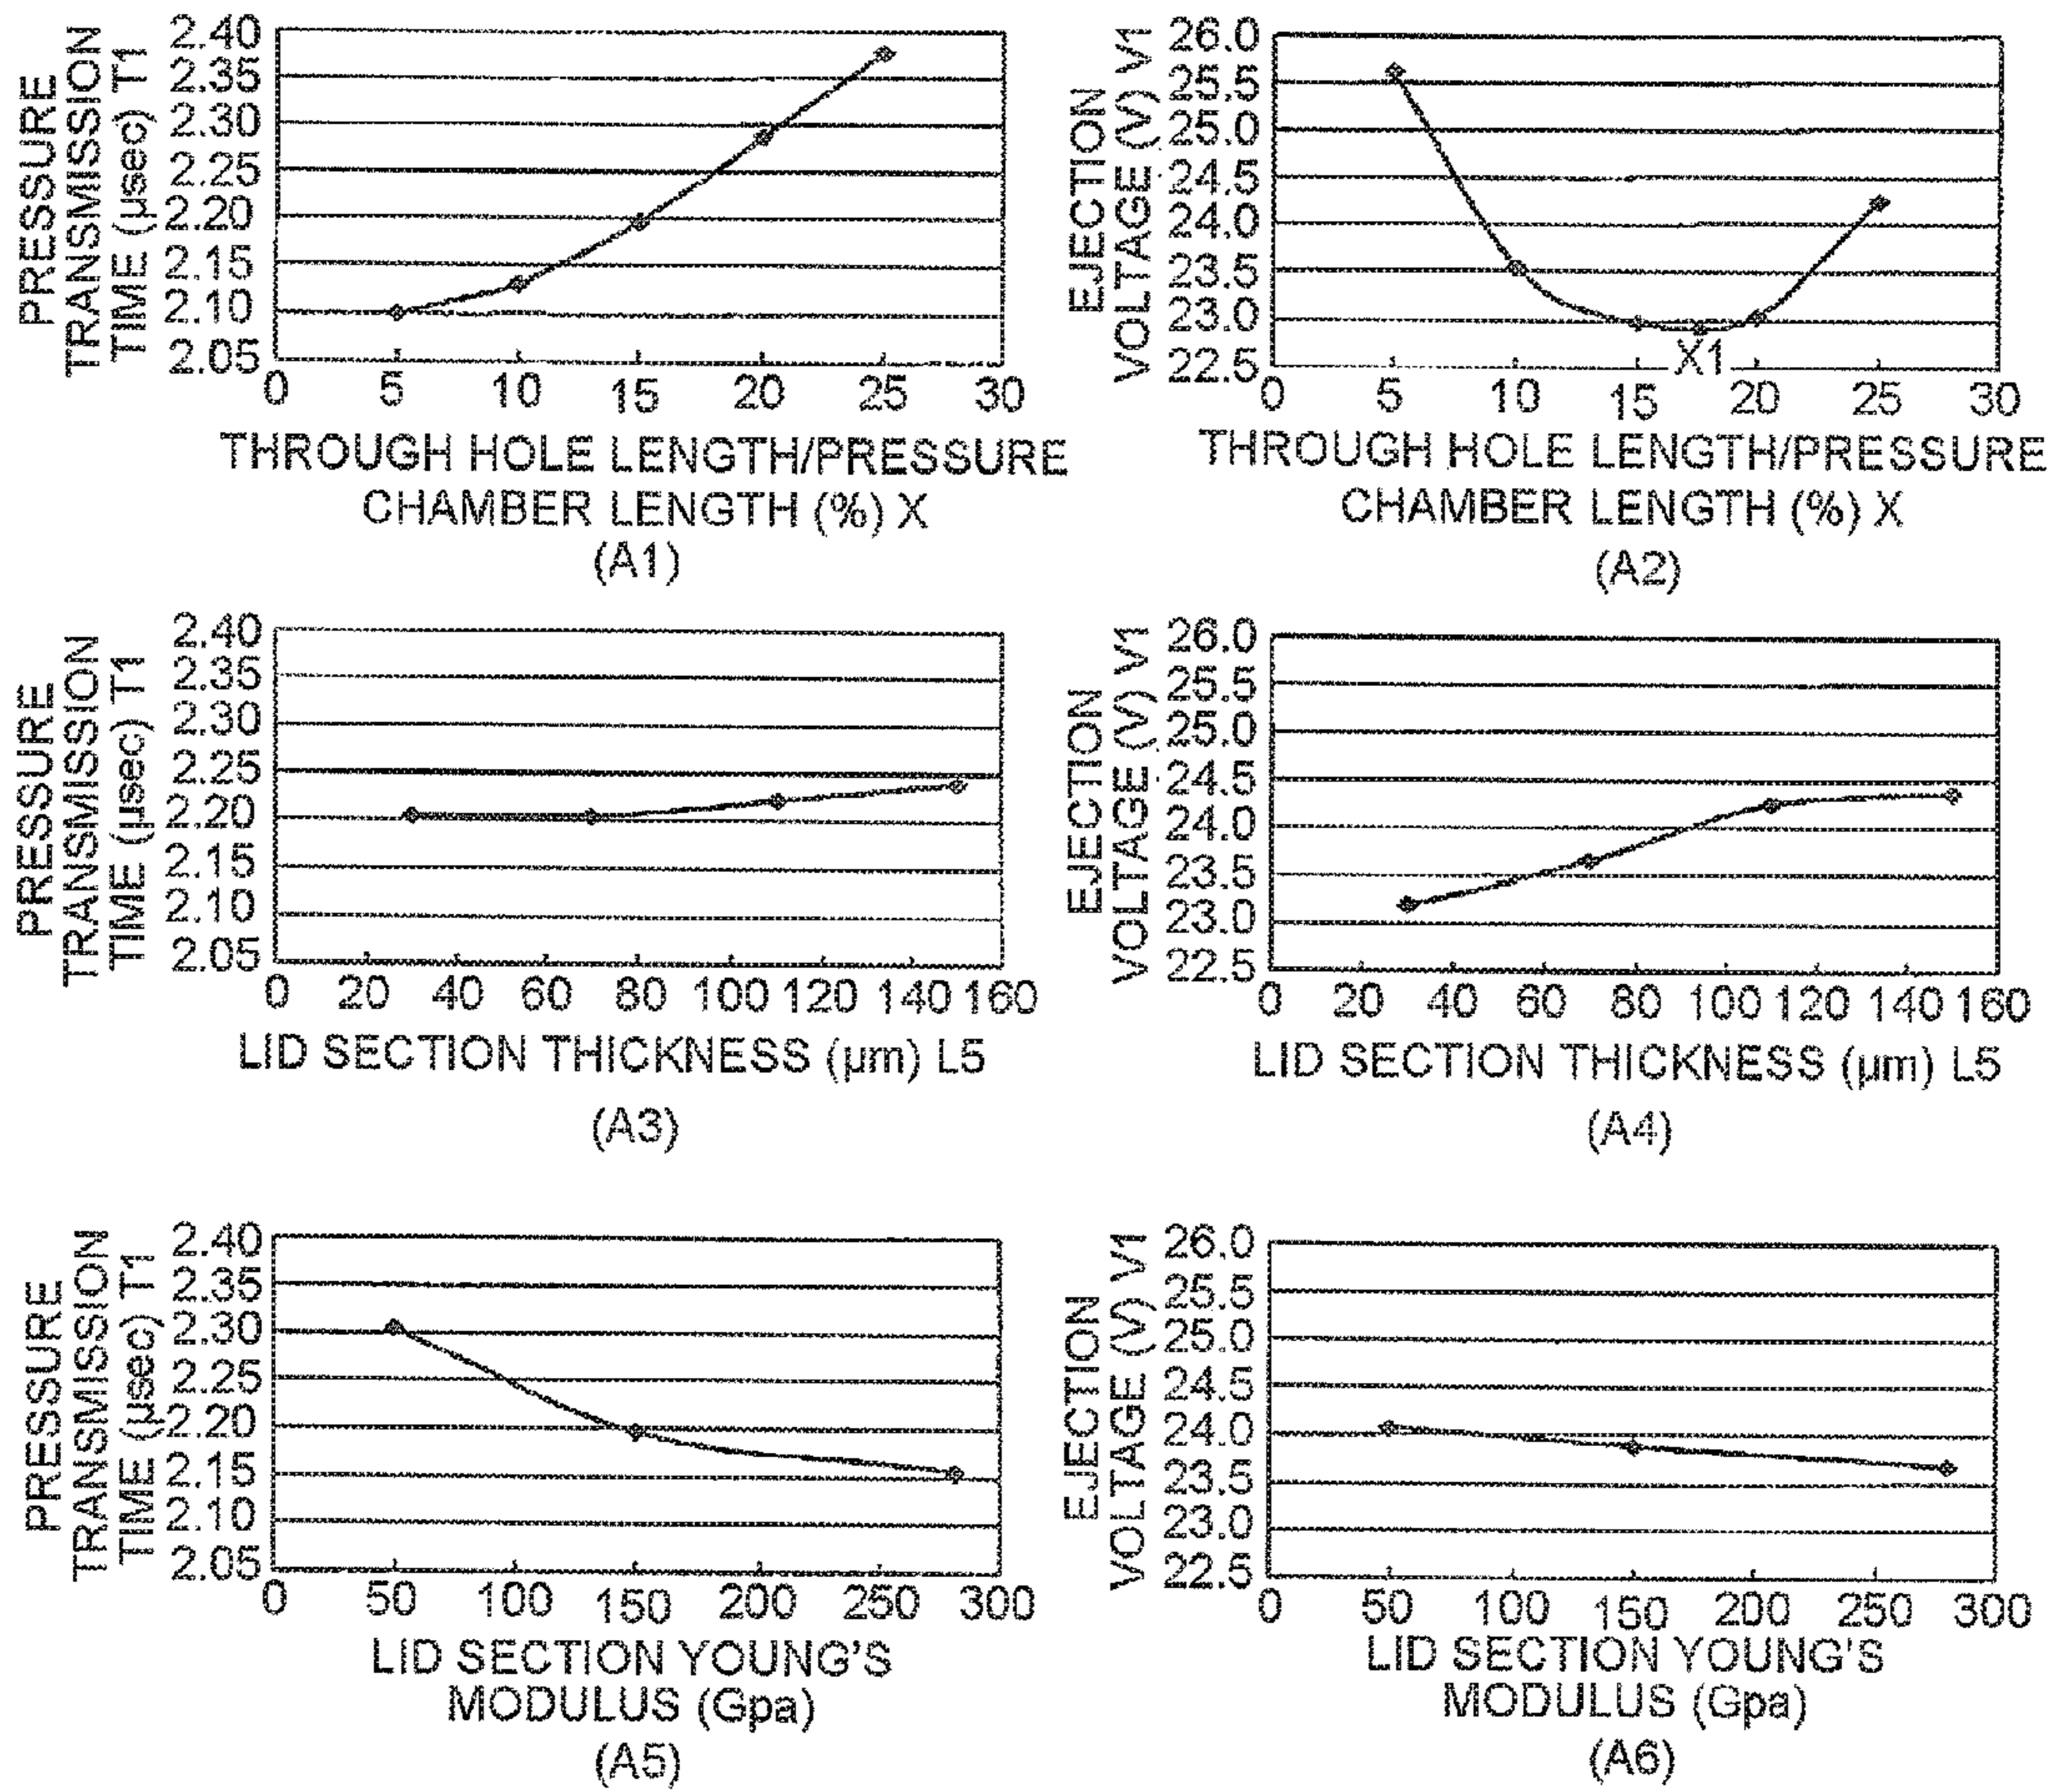 PRESSURE
TRANSMISSION
TIME (µsec) T1
2.40
2.35
2.30
2.25
2.20
2.15
2.10
2.05
0 5 10 15 20 25 30
THROUGH HOLE LENGTH/PRESSURE
CHAMBER LENGTH (%) X
(A1)
EJECTION
VOLTAGE (V) V1
26.0
25.5
25.0
24.5
24.0
23.5
23.0
22.5
X1
0 5 10 15 20 25 30
THROUGH HOLE LENGTH/PRESSURE
CHAMBER LENGTH (%) X
(A2)
PRESSURE
TRANSMISSION
TIME (µsec) T1
2.40
2.35
2.30
2.25
2.20
2.15
2.10
2.05
0 20 40 60 80 100 120 140 160
LID SECTION THICKNESS (µm) L5
(A3)
EJECTION
VOLTAGE (V) V1
26.0
25.5
25.0
24.5
24.0
23.5
23.0
22.5
0 20 40 60 80 100 120 140 160
LID SECTION THICKNESS (µm) L5
(A4)
PRESSURE
TRANSMISSION
TIME (µsec) T1
2.40
2.35
2.30
2.25
2.20
2.15
2.10
2.05
0 50 100 150 200 250 300
LID SECTION YOUNG'S
MODULUS (Gpa)
(A5)
EJECTION
VOLTAGE (V) V1
26.0
25.5
25.0
24.5
24.0
23.5
23.0
22.5
0 50 100 150 200 250 300
LID SECTION YOUNG'S
MODULUS (Gpa)
(A6)